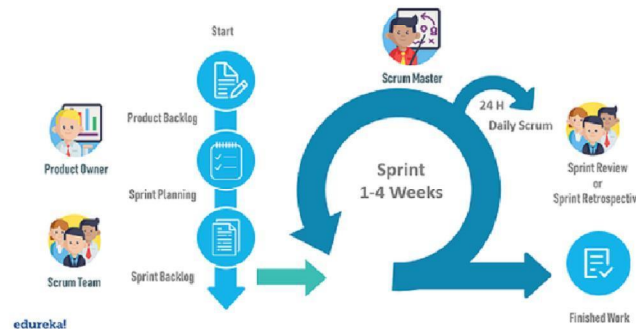 Start
Scrum Master
24 H
Daily Scrum
Product Backlog
Product Owner
Sprint
1-4 Weeks
Sprint Review
or
Sprint Retrospectiv
Sprint Planning
Scrum Team
Sprint Backlog
Finished Work
edureka!